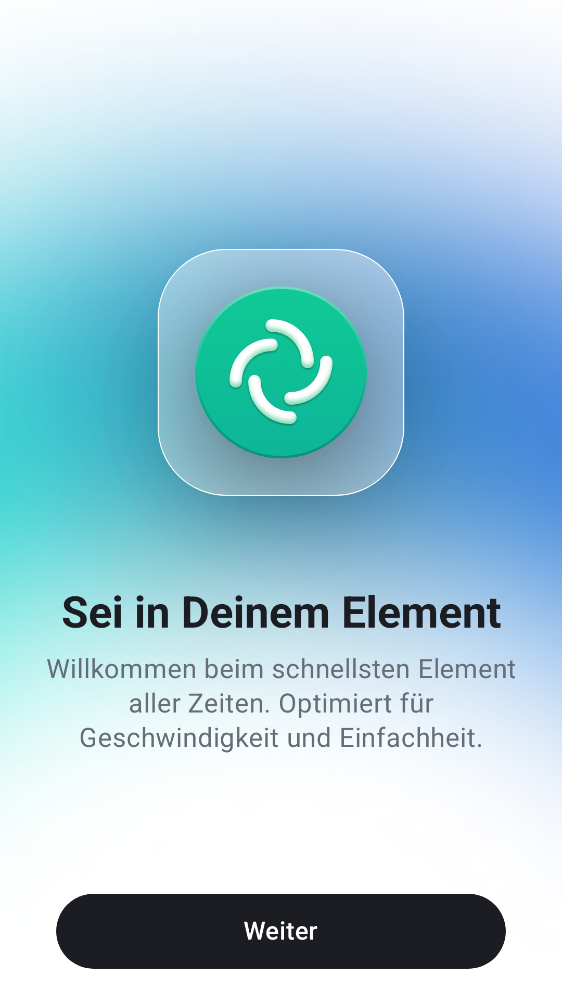 Sei in Deinem Element
Willkommen beim schnellsten Element
aller Zeiten. Optimiert für
Geschwindigkeit und Einfachheit.
Weiter